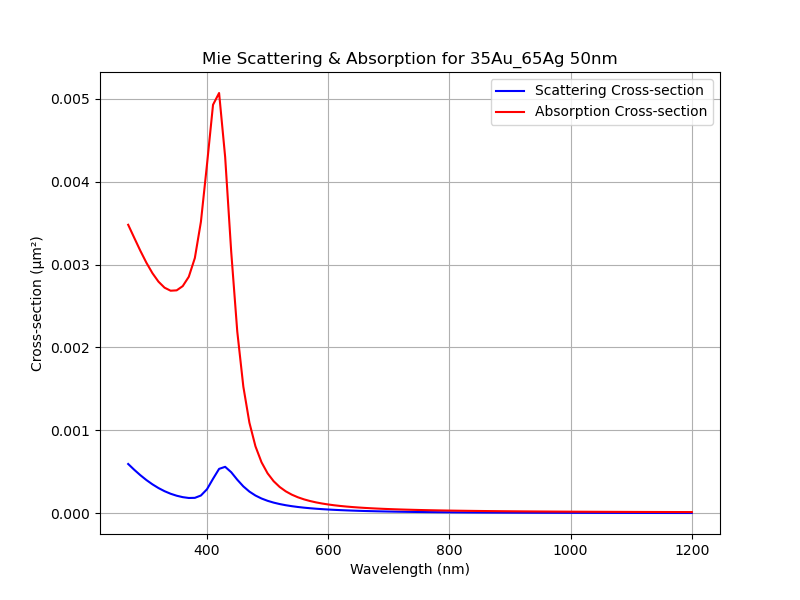 Mie Scattering & Absorption for 35Au_65Ag 50nm
Scattering Cross-section
Absorption Cross-section
Cross-section (μm²)
0.005
0.004
0.003
0.002
0.001
0.000
400 600 800 1000 1200
Wavelength (nm)